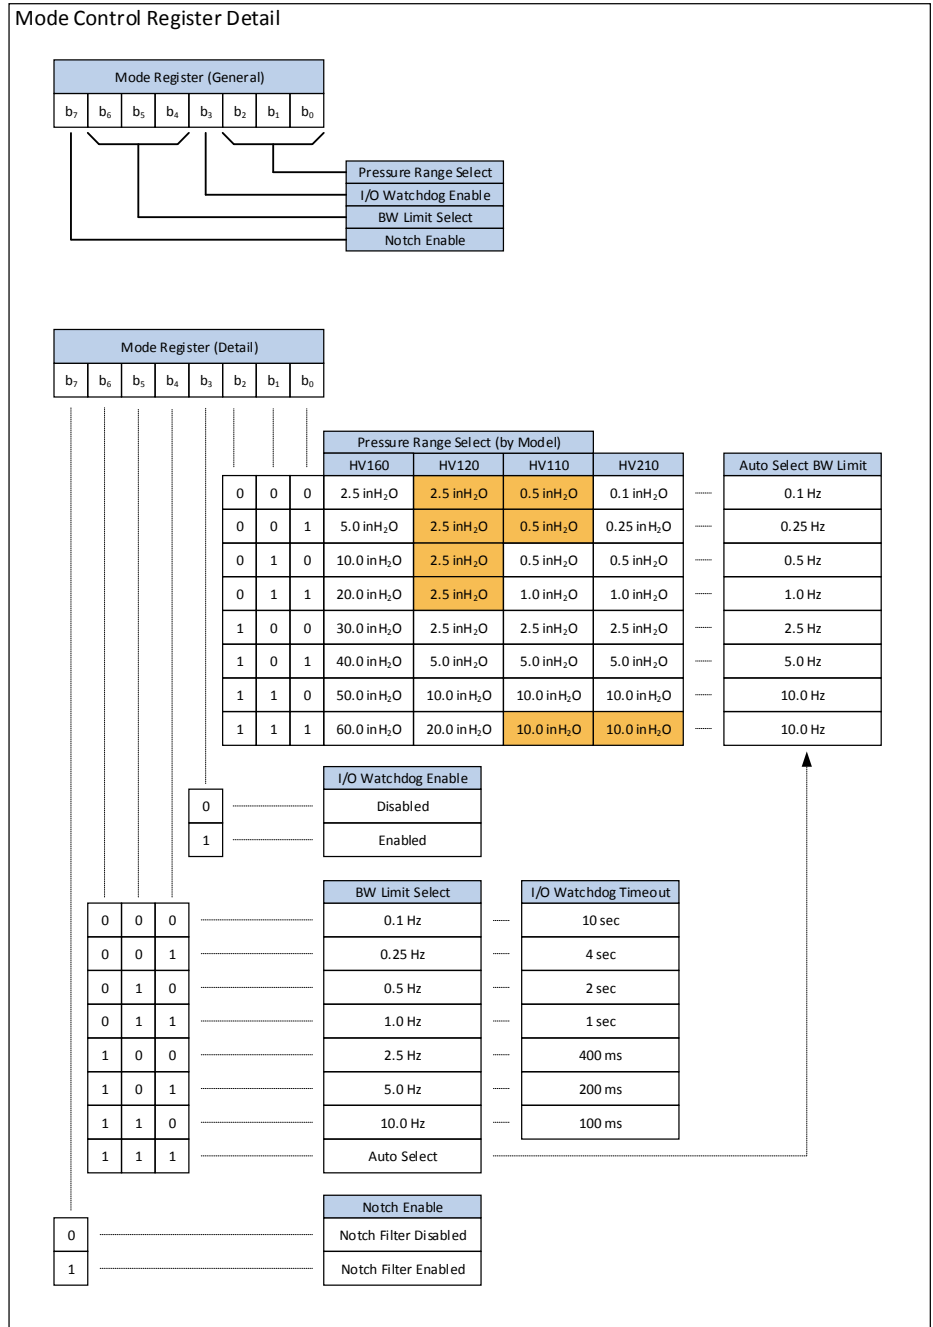 Mode Control Register Detail
Mode Register (General)
b7 b6 b5 b4 b3 b2 b1 b0
Pressure Range Select
I/O Watchdog Enable
BW Limit Select
Notch Enable
Mode Register (Detail)
b7 b6 b5 b4 b3 b2 b1 b0
Pressure Range Select (by Model)
HV160 HV120 HV110 HV210 Auto Select BW Limit
0 0 0 2.5 inH2O 2.5 inH2O 0.5 inH2O 0.1 inH2O 0.1 Hz
0 0 1 5.0 inH2O 2.5 inH2O 0.5 inH2O 0.25 inH2O 0.25 Hz
0 1 0 10.0 inH2O 2.5 inH2O 0.5 inH2O 0.5 inH2O 0.5 Hz
0 1 1 20.0 inH2O 2.5 inH2O 1.0 inH2O 1.0 inH2O 1.0 Hz
1 0 0 30.0 inH2O 2.5 inH2O 2.5 inH2O 2.5 inH2O 2.5 Hz
1 0 1 40.0 inH2O 5.0 inH2O 5.0 inH2O 5.0 inH2O 5.0 Hz
1 1 0 50.0 inH2O 10.0 inH2O 10.0 inH2O 10.0 inH2O 10.0 Hz
1 1 1 60.0 inH2O 20.0 inH2O 10.0 inH2O 10.0 inH2O 10.0 Hz
I/O Watchdog Enable
0 Disabled
1 Enabled
BW Limit Select I/O Watchdog Timeout
0 0 0 0.1 Hz 10 sec
0 0 1 0.25 Hz 4 sec
0 1 0 0.5 Hz 2 sec
0 1 1 1.0 Hz 1 sec
1 0 0 2.5 Hz 400 ms
1 0 1 5.0 Hz 200 ms
1 1 0 10.0 Hz 100 ms
1 1 1 Auto Select
Notch Enable
0 Notch Filter Disabled
1 Notch Filter Enabled